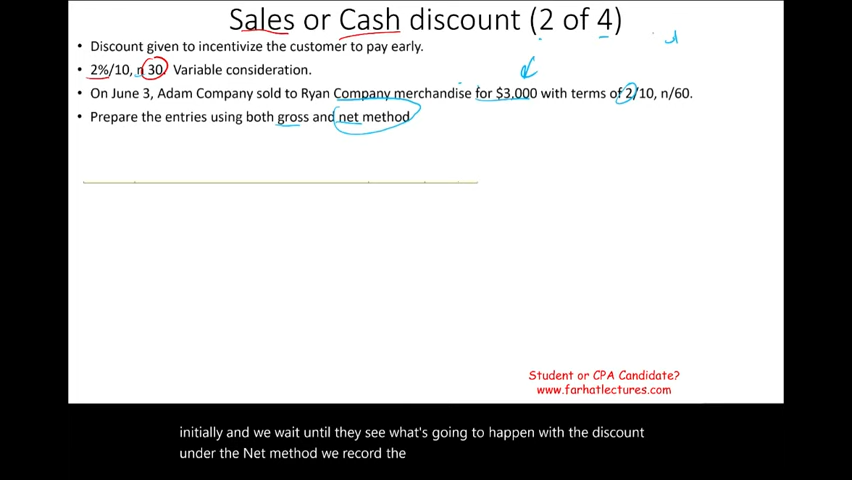 Sales or Cash discount (2 of 4)
• Discount given to incentivize the customer to pay early.
• 2%/10, n 30. Variable consideration.
• On June 3, Adam Company sold to Ryan Company merchandise for $3,000 with terms of 2/10, n/60.
• Prepare the entries using both gross and net method
Student or CPA Candidate?
www.farhatlectures.com
initially and we wait until they see what's going to happen with the discount
under the Net method we record the